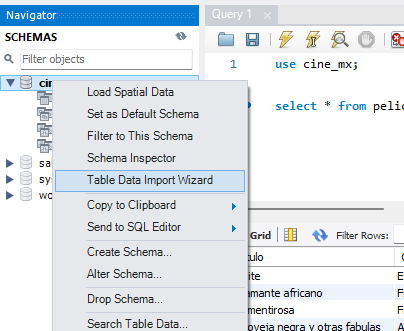 Navigator
Query 1
SCHEMAS
Filter objects
1 use cine_mx;
select * from pelic
Load Spatial Data
Set as Default Schema
Filter to This Schema
Schema Inspector
Table Data Import Wizard
Copy to Clipboard
Send to SQL Editor
Create Schema...
Alter Schema...
Drop Schema...
Search Table Data...
sa
sy
wo
Grid
Filter Rows:
tulo
ite
amante africano
mentirosa
oveja negra y otras fabulas